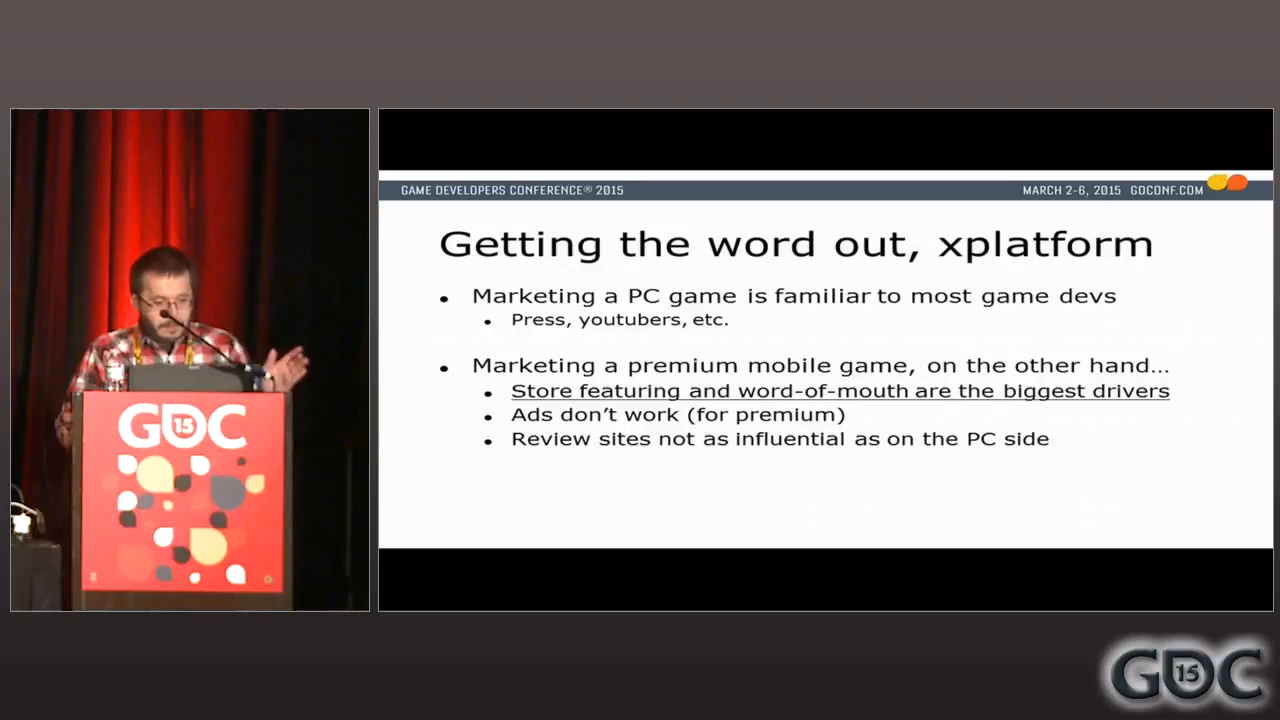 GAME DEVELOPERS CONFERENCE® 2015
MARCH 2-6, 2015 GDCONF.COM
Getting the word out, xplatform
• Marketing a PC game is familiar to most game devs
• Press, youtubers, etc.
• Marketing a premium mobile game, on the other hand…
• Store featuring and word-of-mouth are the biggest drivers
• Ads don't work (for premium)
• Review sites not as influential as on the PC side
GDC 15
GDC 15